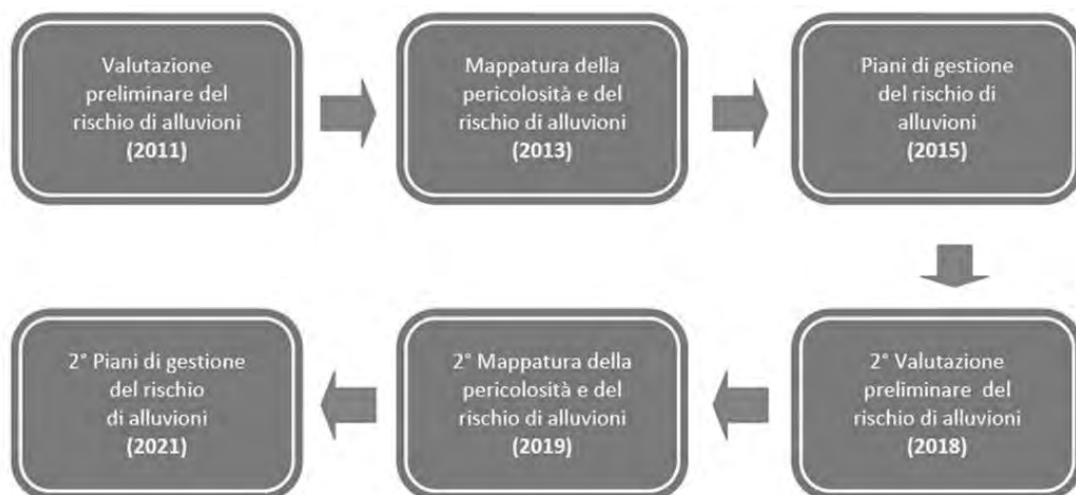 Valutazione
preliminare del
rischio di alluvioni
(2011)
Mappatura della
pericolosità e del
rischio di alluvioni
(2013)
Piani di gestione
del rischio di
alluvioni
(2015)
2° Valutazione
preliminare del
rischio di alluvioni
(2018)
2° Mappatura della
pericolosità e del
rischio di alluvioni
(2019)
2° Piani di gestione
del rischio
di alluvioni
(2021)